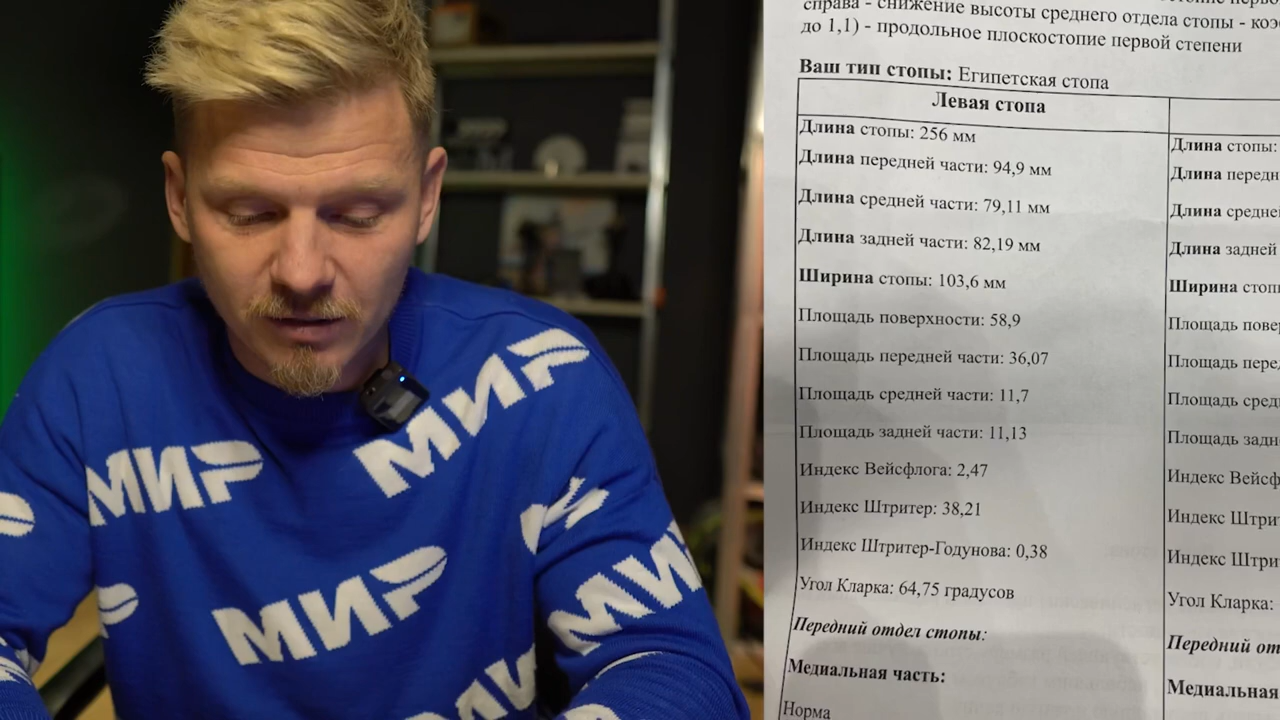 справа - снижение высоты среднего отдела стопы -
до 1,1) - продольное плоскостопие первой степени
Ваш тип стопы: Египетская стопа
Левая стопа
Длина стопы: 256 мм
Длина передней части: 94,9 мм
Длина средней части: 79,11 мм
Длина задней части: 82,19 мм
Ширина стопы: 103,6 мм
Площадь поверхности: 58,9
Площадь передней части: 36,07
Площадь средней части: 11,7
Площадь задней части: 11,13
Индекс Вейсфлога: 2,47
Индекс Штритер: 38,21
Индекс Штритер-Годунова: 0,38
Угол Кларка: 64,75 градусов
Передний отдел стопы:
Медиальная часть:
Норма
Длина стопы:
Длина
Длина
Длина задней
Ширина
Площадь
Площадь
Площадь
Площадь
Индекс
Индекс
Индекс
Угол Кларка:
Передний
Медиальная
МИР
МИР
МИР
МИР